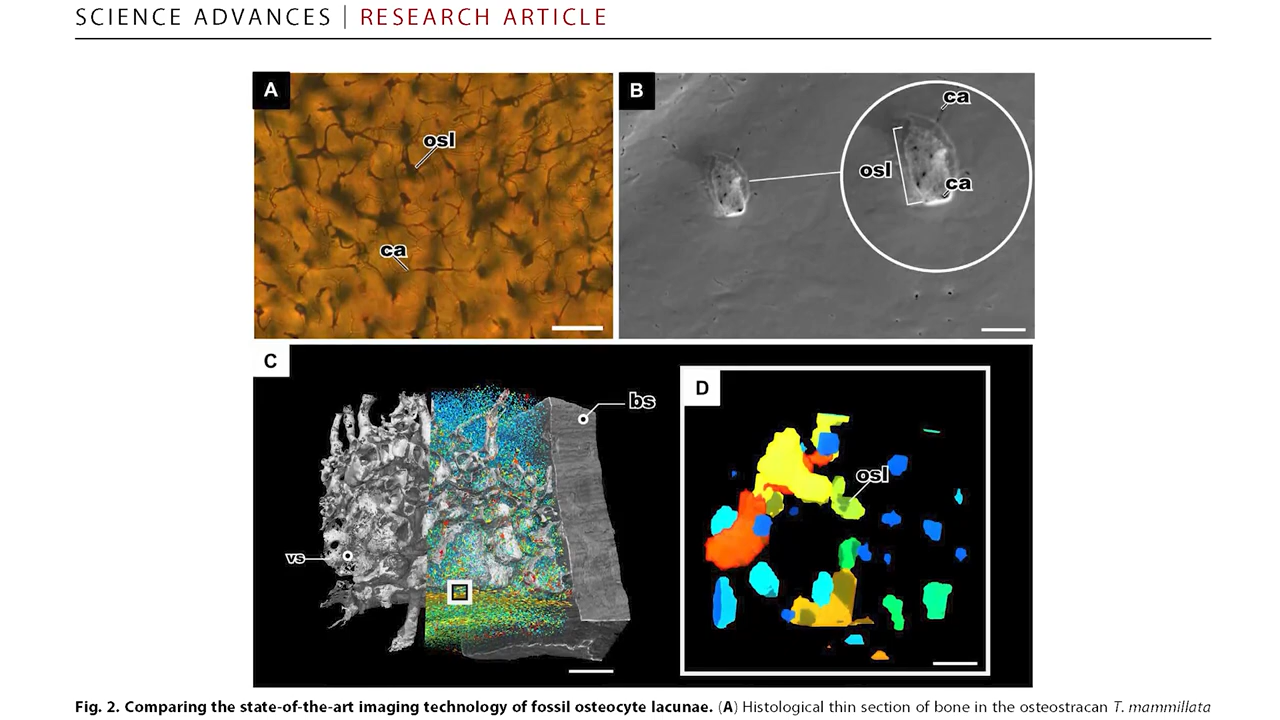 SCIENCE ADVANCES | RESEARCH ARTICLE
A
osl
ca
B
ca
osl
ca
C
bs
vs
D
osl
Fig. 2. Comparing the state-of-the-art imaging technology of fossil osteocyte lacunae. (A) Histological thin section of bone in the osteostracan T. mammillata